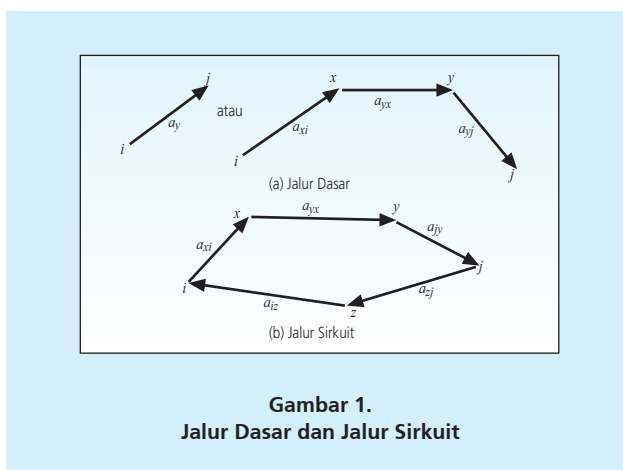 j
x
y
a_y
atau
a_yx
i
a_xi
a_yj
i
j
(a) Jalur Dasar
x
a_yx
y
a_xi
a_jy
i
j
a_iz
a_zj
z
(b) Jalur Sirkuit
Gambar 1.
Jalur Dasar dan Jalur Sirkuit